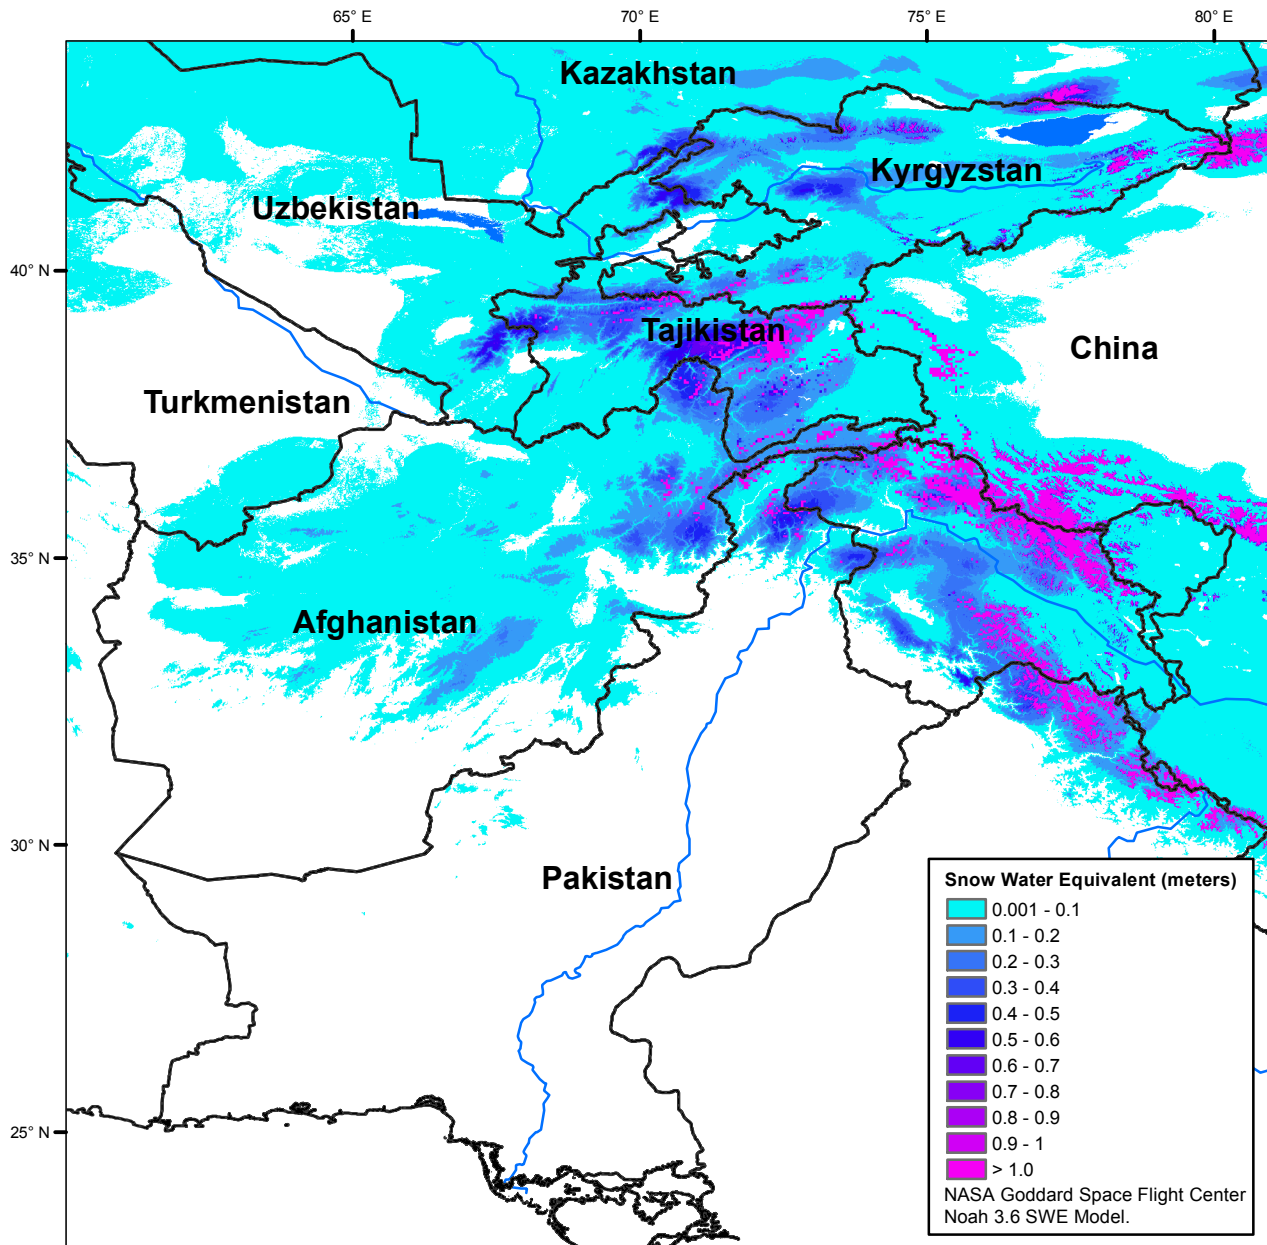 65° E
70° E
75° E
80° E
Kazakhstan
Kyrgyzstan
Uzbekistan
40° N
Tajikistan
China
Turkmenistan
35° N
Afghanistan
30° N
Pakistan
25° N
Snow Water Equivalent (meters)
0.001 - 0.1
0.1 - 0.2
0.2 - 0.3
0.3 - 0.4
0.4 - 0.5
0.5 - 0.6
0.6 - 0.7
0.7 - 0.8
0.8 - 0.9
0.9 - 1
> 1.0
NASA Goddard Space Flight Center
Noah 3.6 SWE Model.